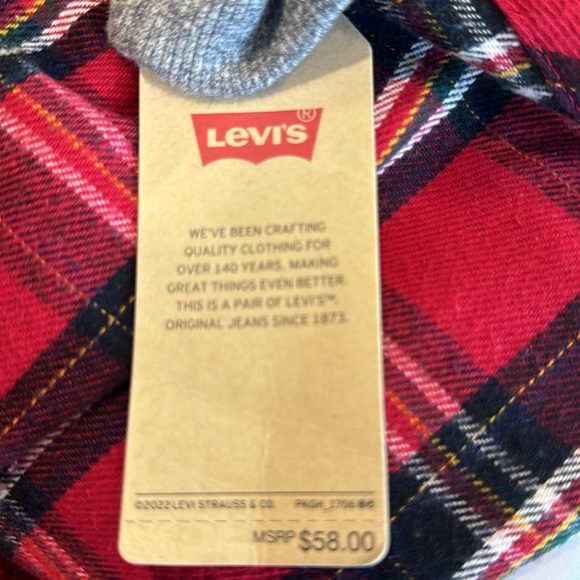 LEVI'S®
WE'VE BEEN CRAFTING
QUALITY CLOTHING FOR
OVER 140 YEARS. MAKING
GREAT THINGS EVEN BETTER.
THIS IS A PAIR OF LEVI'S™.
ORIGINAL JEANS SINCE 1873.
©2022 LEVI STRAUSS & CO. PKGH_1706
MSRP $58.00